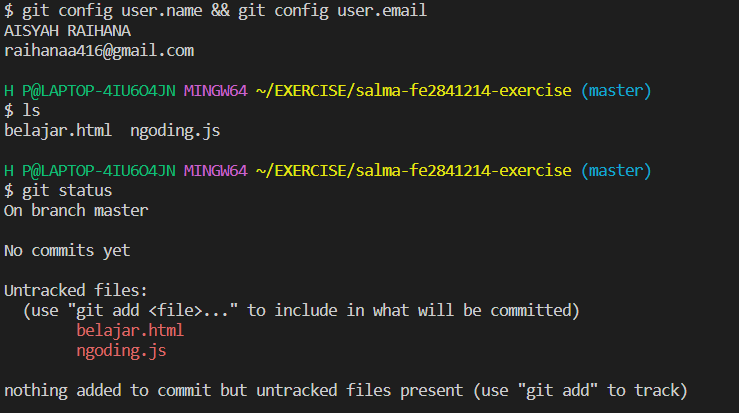 $ git config user.name && git config user.email
AISYAH RAIHANA
raihanaa416@gmail.com
H P@LAPTOP-4IU6O4JN MINGW64 ~/EXERCISE/salma-fe2841214-exercise (master)
$ ls
belajar.html  ngoding.js
H P@LAPTOP-4IU6O4JN MINGW64 ~/EXERCISE/salma-fe2841214-exercise (master)
$ git status
On branch master
No commits yet
Untracked files:
(use "git add <file>..." to include in what will be committed)
belajar.html
ngoding.js
nothing added to commit but untracked files present (use "git add" to track)